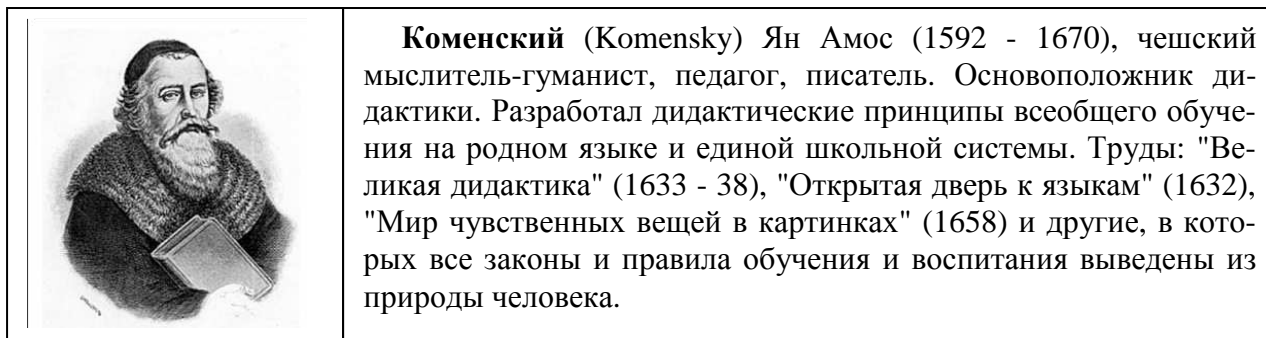 Коменский (Komensky) Ян Амос (1592 - 1670), чешский
мыслитель-гуманист, педагог, писатель. Основоположник ди-
дактики. Разработал дидактические принципы всеобщего обуче-
ния на родном языке и единой школьной системы. Труды: "Ве-
ликая дидактика" (1633 - 38), "Открытая дверь к языкам" (1632),
"Мир чувственных вещей в картинках" (1658) и другие, в кото-
рых все законы и правила обучения и воспитания выведены из
природы человека.